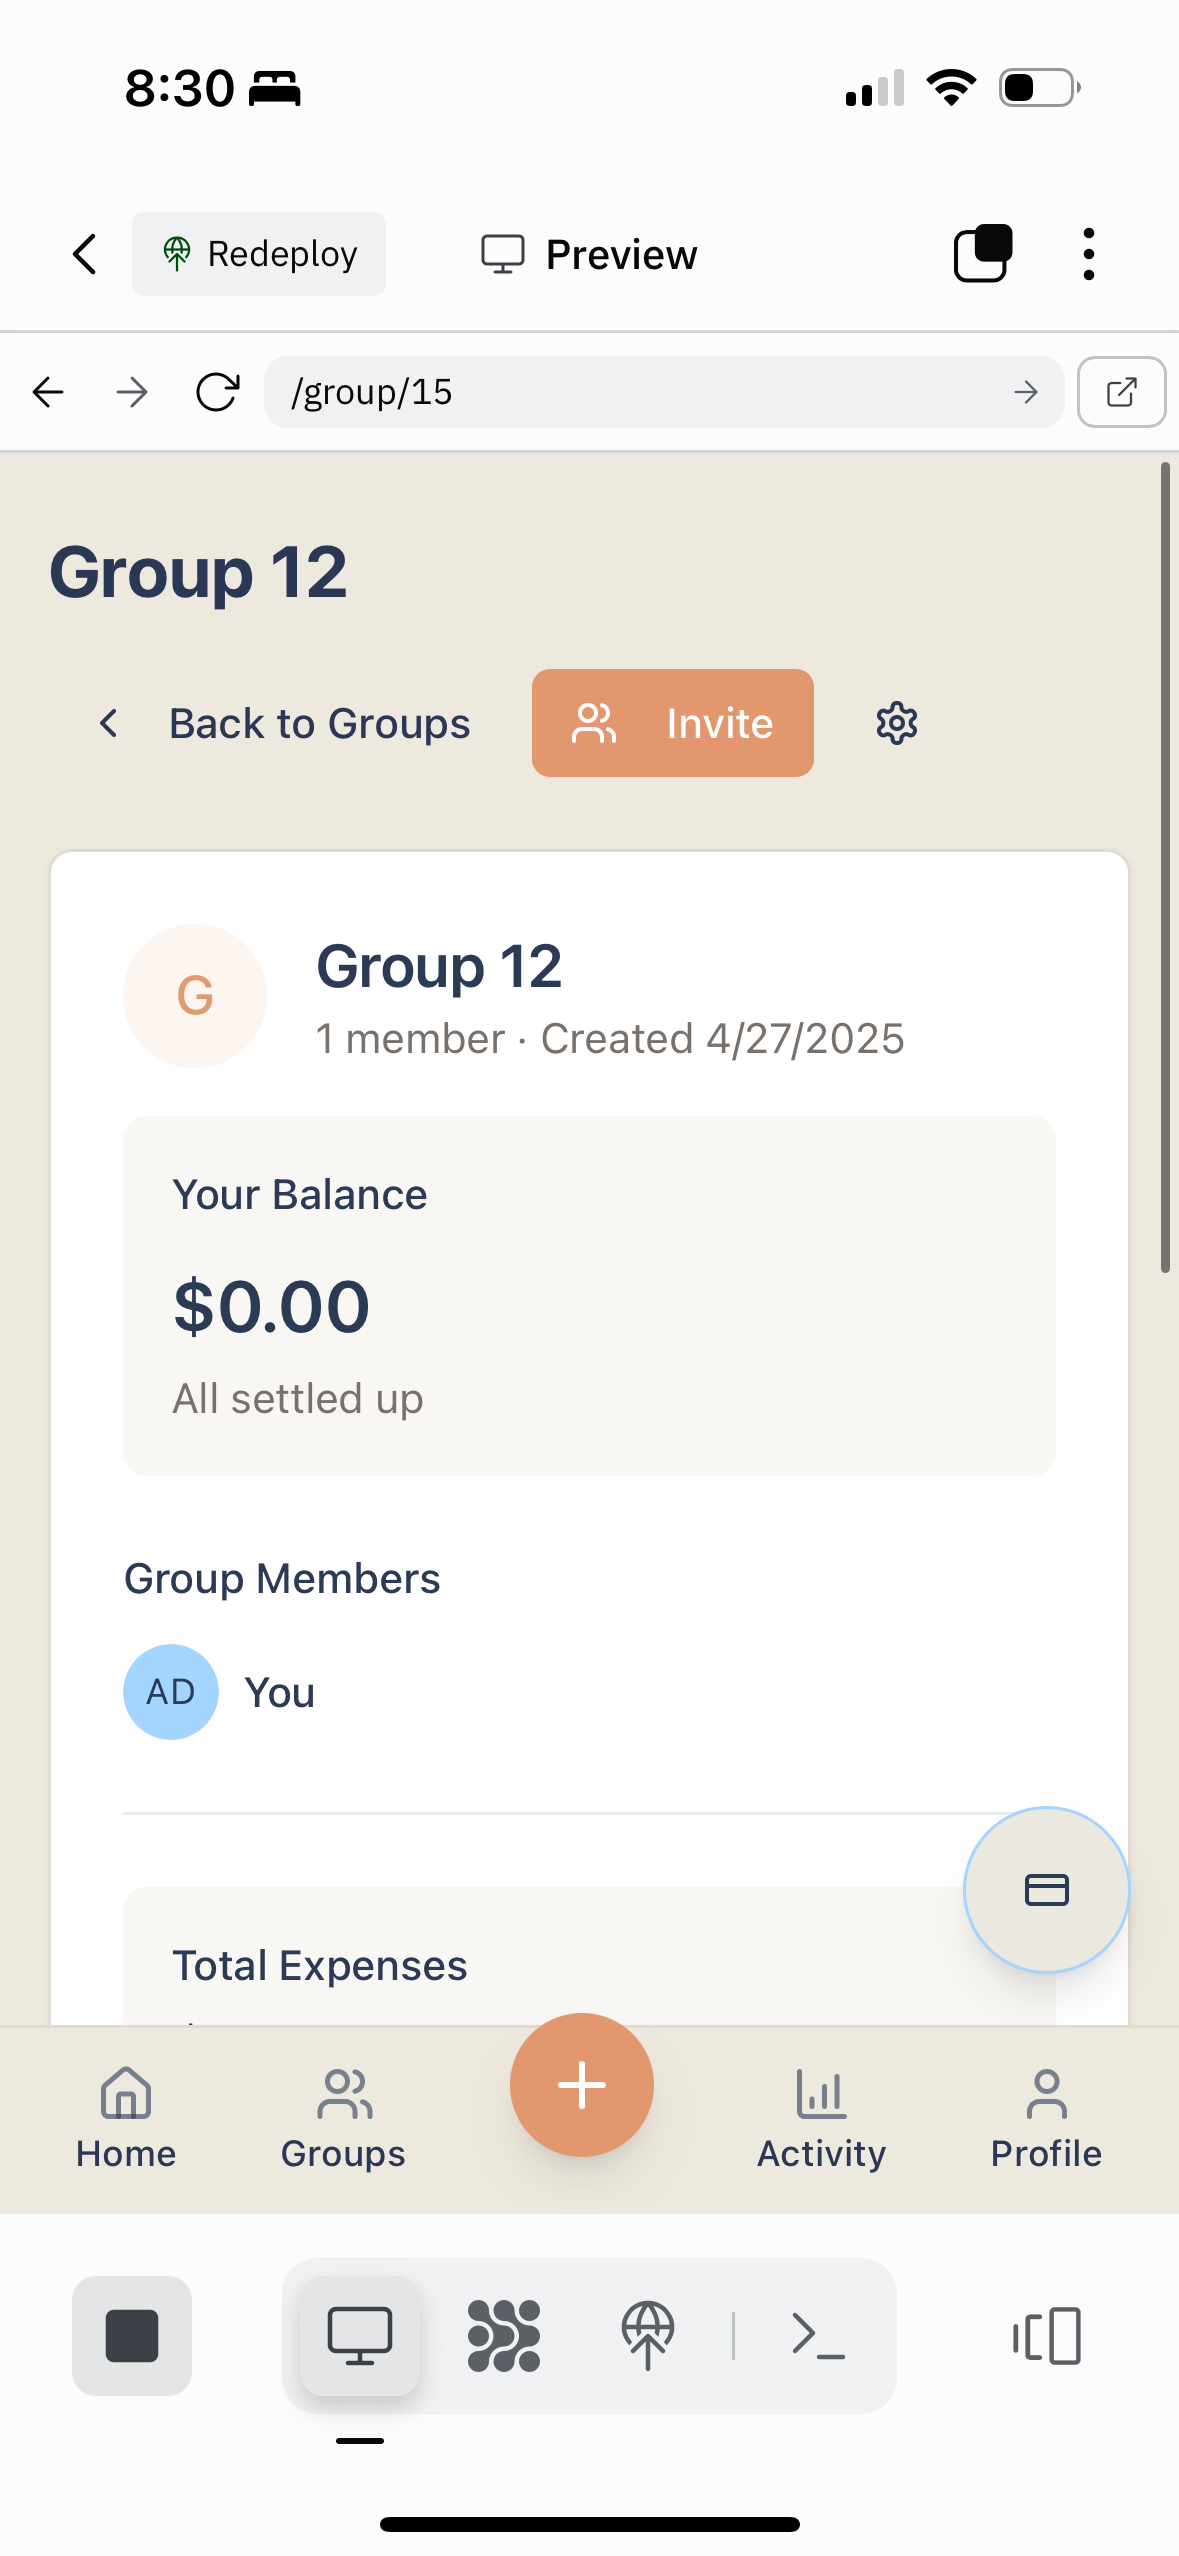 8:30
Redeploy
Preview
/group/15
Group 12
Back to Groups
Invite
G
Group 12
1 member · Created 4/27/2025
Your Balance
$0.00
All settled up
Group Members
AD
You
Total Expenses
Home
Groups
Activity
Profile